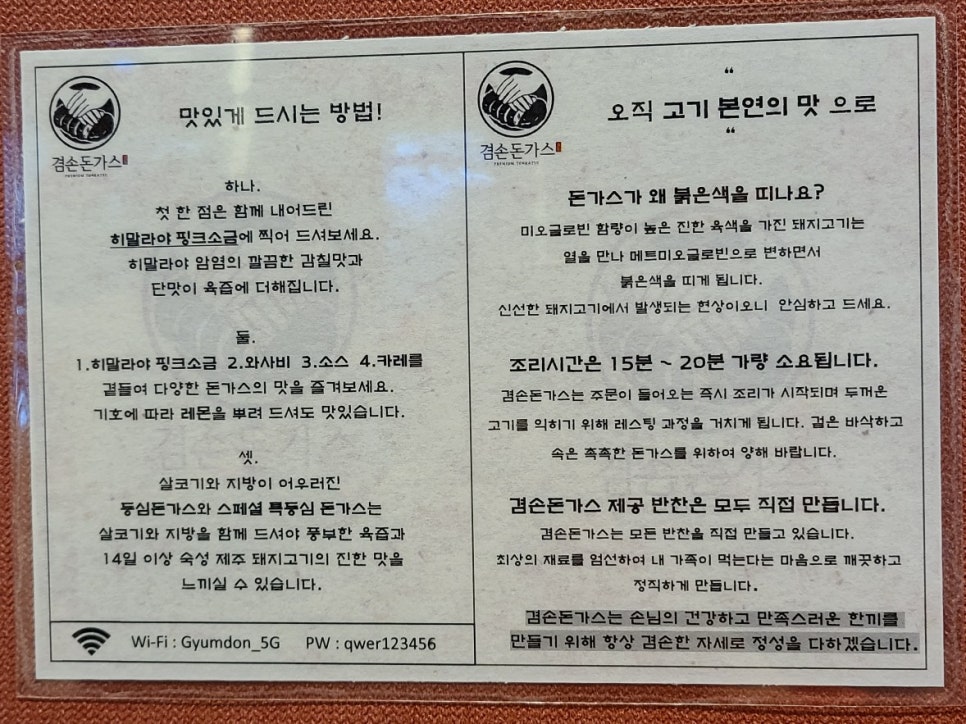 겸손돈가스
PREMIUM TONKATSU
맛있게 드시는 방법!
하나.
첫 한 점은 함께 내어드린
히말라야 핑크소금에 찍어 드셔보세요.
히말라야 암염의 깔끔한 감칠맛과
단맛이 육즙에 더해집니다.
둘.
1.히말라야 핑크소금 2.와사비 3.소스 4.카레를
곁들여 다양한 돈가스의 맛을 즐겨보세요.
기호에 따라 레몬을 뿌려 드셔도 맛있습니다.
셋.
살코기와 지방이 어우러진
등심돈가스와 스페셜 특등심 돈가스는
살코기와 지방을 함께 드셔야 풍부한 육즙과
14일 이상 숙성 제주 돼지고기의 진한 맛을
느끼실 수 있습니다.
Wi-Fi : Gyumdon_5G PW : qwer123456
겸손돈가스
PREMIUM TONKATSU
“
오직 고기 본연의 맛 으로
“
돈가스가 왜 붉은색을 띠나요?
미오글로빈 함량이 높은 진한 육색을 가진 돼지고기는
열을 만나 메트미오글로빈으로 변하면서
붉은색을 띠게 됩니다.
신선한 돼지고기에서 발생되는 현상이오니 안심하고 드세요.
조리시간은 15분 ~ 20분 가량 소요됩니다.
겸손돈가스는 주문이 들어오는 즉시 조리가 시작되며 두꺼운
고기를 익히기 위해 레스팅 과정을 거치게 됩니다. 겉은 바삭하고
속은 촉촉한 돈가스를 위하여 양해 바랍니다.
겸손돈가스 제공 반찬은 모두 직접 만듭니다.
겸손돈가스는 모든 반찬을 직접 만들고 있습니다.
최상의 재료를 엄선하여 내 가족이 먹는다는 마음으로 깨끗하고
정직하게 만듭니다.
겸손돈가스는 손님의 건강하고 만족스러운 한끼를
만들기 위해 항상 겸손한 자세로 정성을 다하겠습니다.